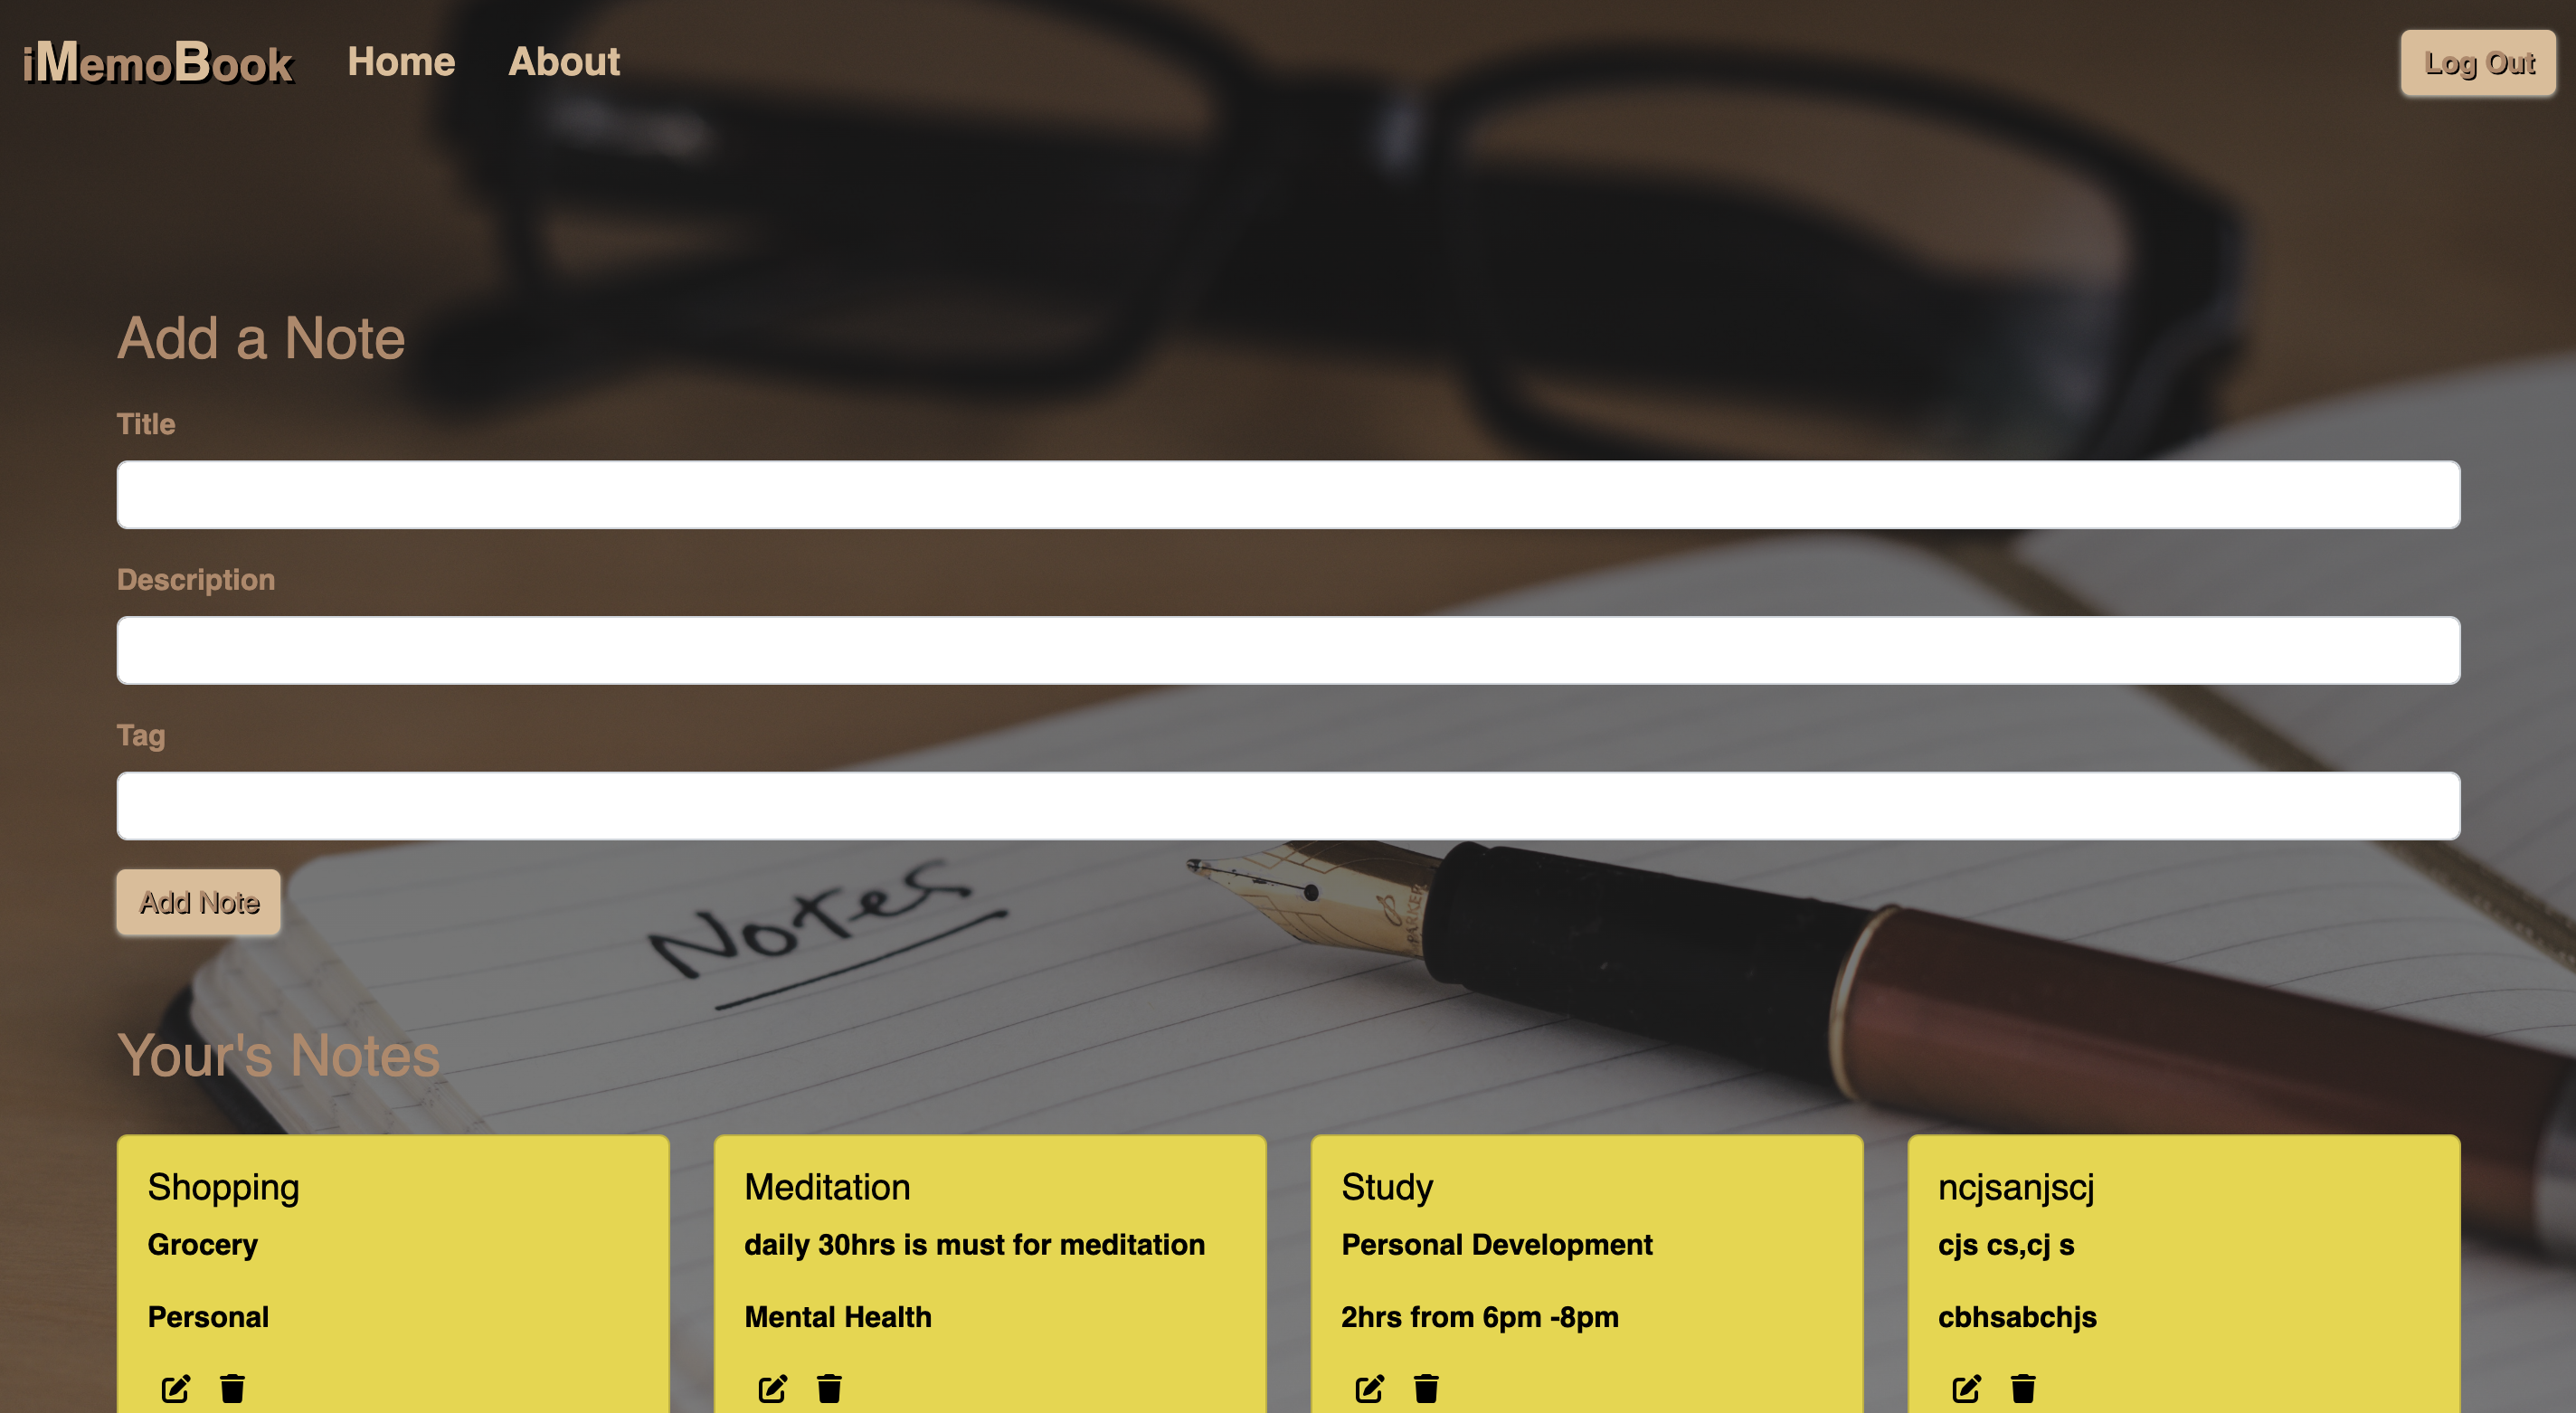 iMemoBook Home About Log Out
Add a Note
Title
Description
Tag
Add Note
Notes
PARKER
Your's Notes
Shopping
Grocery
Personal
Meditation
daily 30hrs is must for meditation
Mental Health
Study
Personal Development
2hrs from 6pm -8pm
ncjsanjscj
cjs cs,cj s
cbhsabchjs